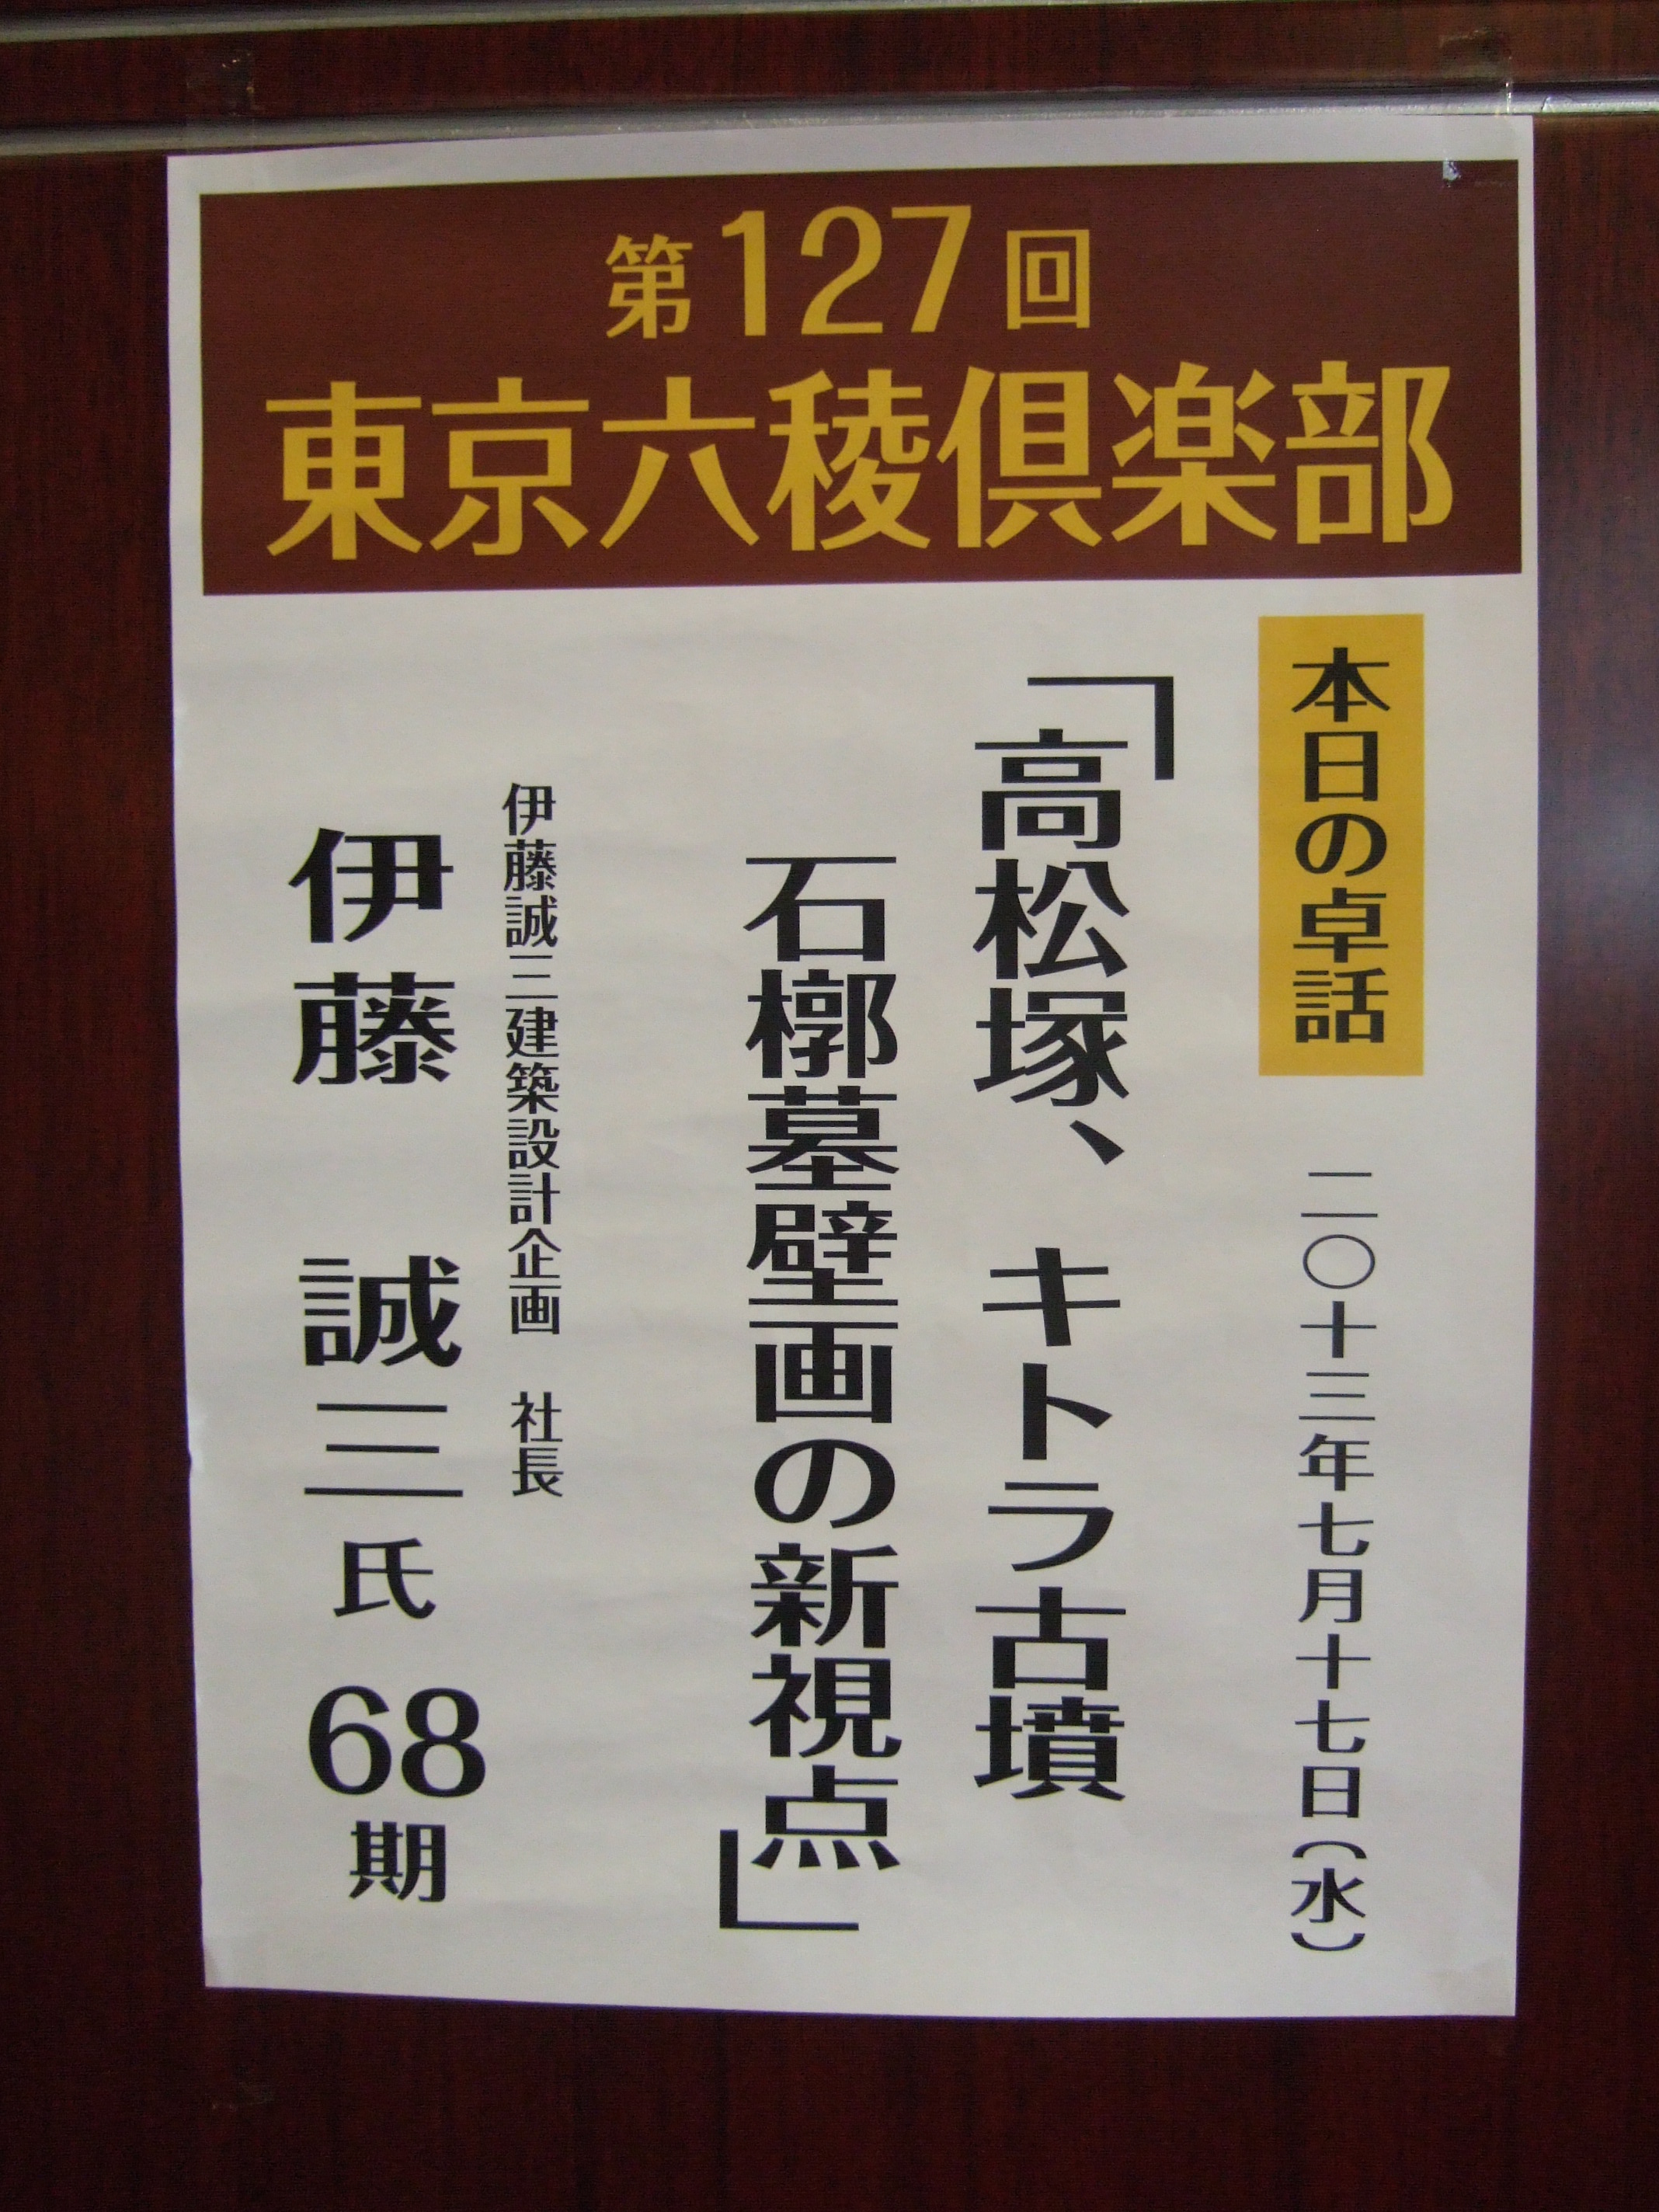 第127回
東京六稜倶楽部
本日の卓話
二〇十三年七月十七日(水)
「高松塚、キトラ古墳
石槨墓壁画の新視点」
伊藤誠三建築設計企画 社長
伊藤 誠三氏 68期